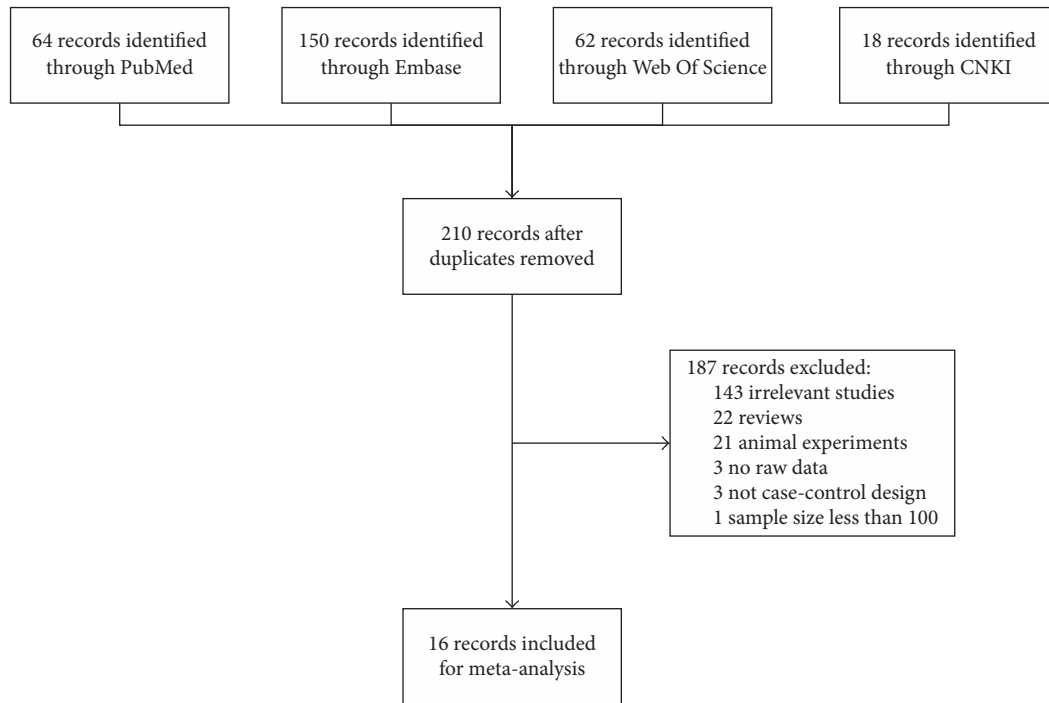 64 records identified
through PubMed
150 records identified
through Embase
62 records identified
through Web Of Science
18 records identified
through CNKI
210 records after
duplicates removed
187 records excluded:
143 irrelevant studies
22 reviews
21 animal experiments
3 no raw data
3 not case-control design
1 sample size less than 100
16 records included
for meta-analysis